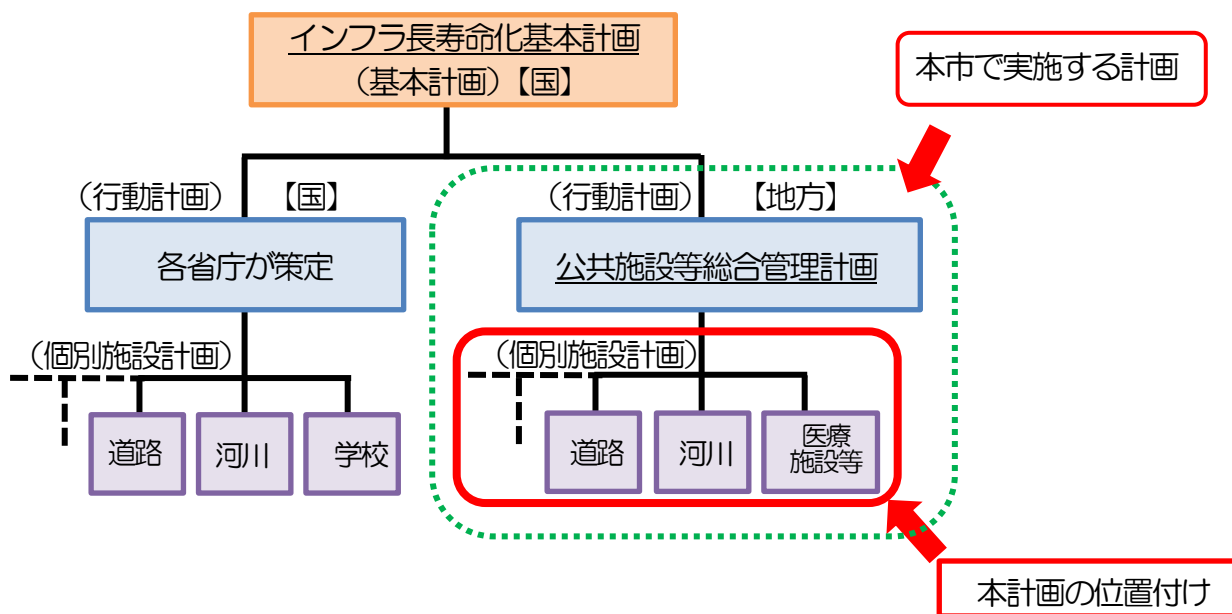 インフラ長寿命化基本計画
(基本計画)【国】
本市で実施する計画
(行動計画) 【国】
(行動計画) 【地方】
各省庁が策定
公共施設等総合管理計画
(個別施設計画)
(個別施設計画)
道路
河川
学校
道路
河川
医療
施設等
本計画の位置付け